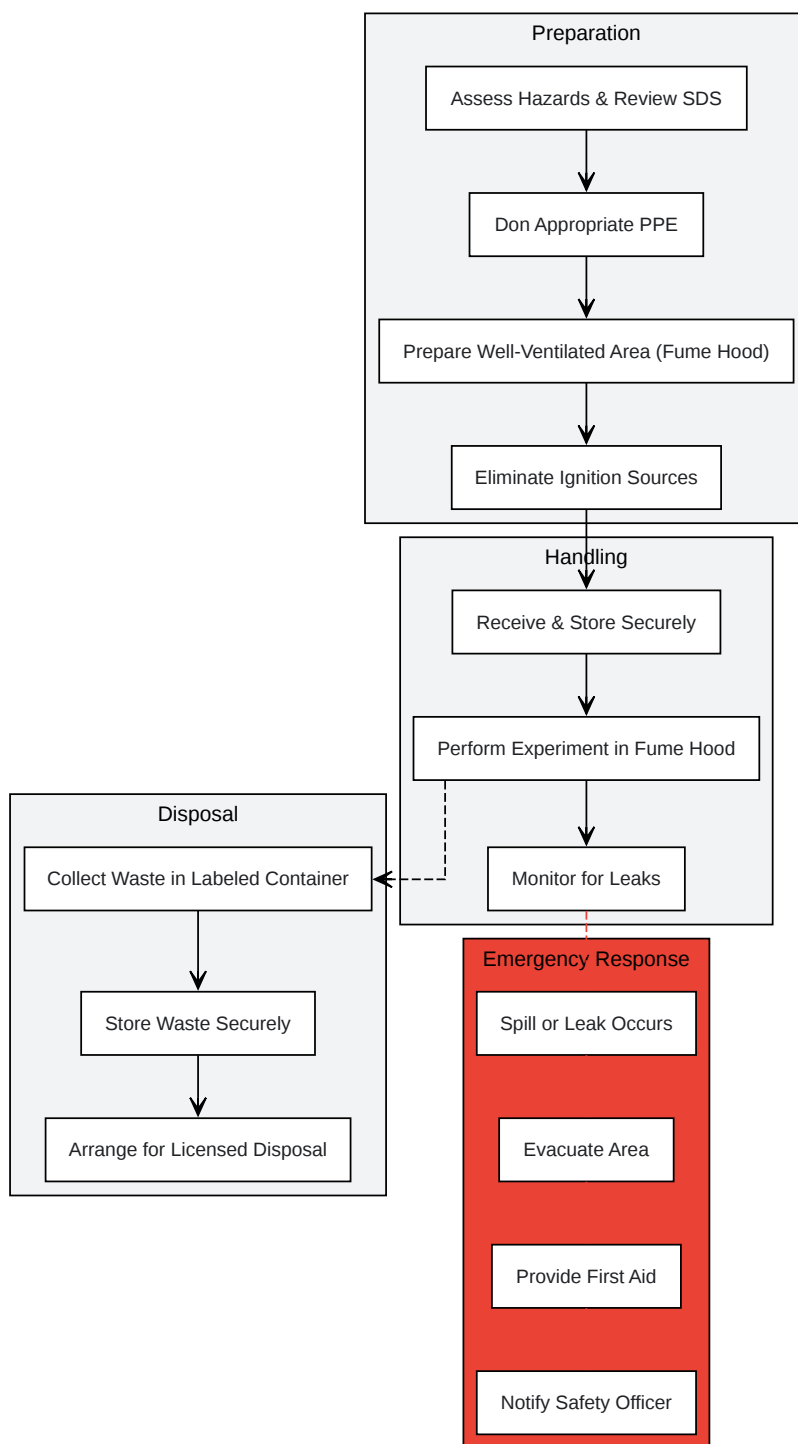 Preparation
Assess Hazards & Review SDS
Don Appropriate PPE
Prepare Well-Ventilated Area (Fume Hood)
Eliminate Ignition Sources
Handling
Receive & Store Securely
Perform Experiment in Fume Hood
Monitor for Leaks
Disposal
Collect Waste in Labeled Container
Store Waste Securely
Arrange for Licensed Disposal
Emergency Response
Spill or Leak Occurs
Evacuate Area
Provide First Aid
Notify Safety Officer